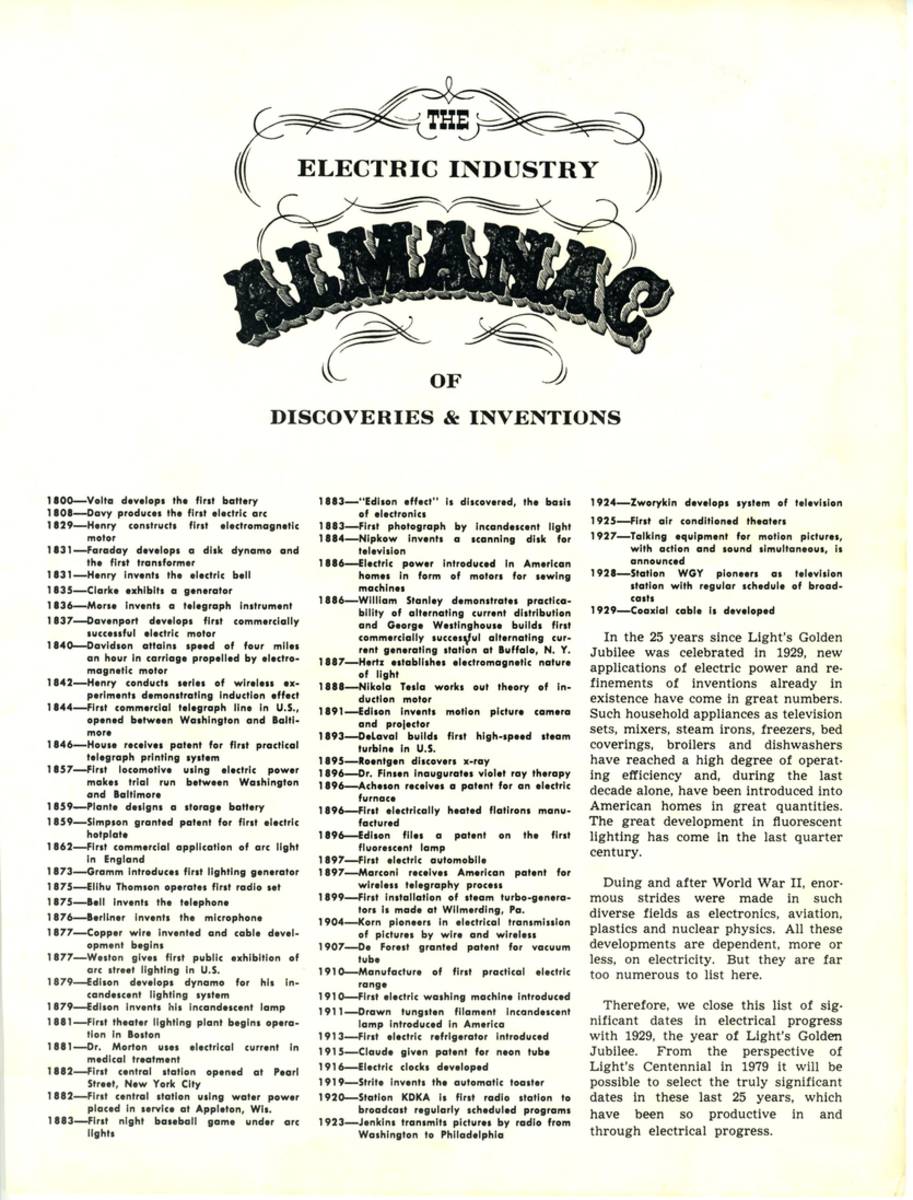 THE
ELECTRIC INDUSTRY
ALMANAC
OF
DISCOVERIES & INVENTIONS
1800—Volta develops the first battery
1808—Davy produces the first electric arc
1829—Henry constructs first electromagnetic
motor
1831—Faraday develops a disk dynamo and
the first transformer
1831—Henry invents the electric bell
1835—Clarke exhibits a generator
1836—Morse invents a telegraph instrument
1837—Davenport develops first commercially
successful electric motor
1840—Davidson attains speed of four miles
an hour in carriage propelled by electro-
magnetic motor
1842—Henry conducts series of wireless ex-
periments demonstrating induction effect
1844—First commercial telegraph line in U.S.,
opened between Washington and Balti-
more
1846—House receives patent for first practical
telegraph printing system
1857—First locomotive using electric power
makes trial run between Washington
and Baltimore
1859—Plante designs a storage battery
1859—Simpson granted patent for first electric
hotplate
1862—First commercial application of arc light
in England
1873—Gramm introduces first lighting generator
1875—Elihu Thomson operates first radio set
1875—Bell invents the telephone
1876—Berliner invents the microphone
1877—Copper wire invented and cable devel-
opment begins
1877—Weston gives first public exhibition of
arc street lighting in U.S.
1879—Edison develops dynamo for his in-
candescent lighting system
1879—Edison invents his incandescent lamp
1881—First theater lighting plant begins opera-
tion in Boston
1881—Dr. Morton uses electrical current in
medical treatment
1882—First central station opened at Pearl
Street, New York City
1882—First central station using water power
placed in service at Appleton, Wis.
1883—First night baseball game under arc
lights
1883—"Edison effect" is discovered, the basis
of electronics
1883—First photograph by incandescent light
1884—Nipkow invents a scanning disk for
television
1886—Electric power introduced in American
homes in form of motors for sewing
machines
1886—William Stanley demonstrates practica-
bility of alternating current distribution
and George Westinghouse builds first
commercially successful alternating cur-
rent generating station at Buffalo, N. Y.
1887—Hertz establishes electromagnetic nature
of light
1888—Nikola Tesla works out theory of in-
duction motor
1891—Edison invents motion picture camera
and projector
1893—DeLaval builds first high-speed steam
turbine in U.S.
1895—Roentgen discovers x-ray
1896—Dr. Finsen inaugurates violet ray therapy
1896—Acheson receives a patent for an electric
furnace
1896—First electrically heated flatirons manu-
factured
1896—Edison files a patent on the first
fluorescent lamp
1897—First electric automobile
1897—Marconi receives American patent for
wireless telegraphy process
1899—First installation of steam turbo-genera-
tors is made at Wilmerding, Pa.
1904—Korn pioneers in electrical transmission
of pictures by wire and wireless
1907—De Forest granted patent for vacuum
tube
1910—Manufacture of first practical electric
range
1910—First electric washing machine introduced
1911—Drawn tungsten filament incandescent
lamp introduced in America
1913—First electric refrigerator introduced
1915—Claude given patent for neon tube
1916—Electric clocks developed
1919—Strite invents the automatic toaster
1920—Station KDKA is first radio station to
broadcast regularly scheduled programs
1923—Jenkins transmits pictures by radio from
Washington to Philadelphia
1924—Zworykin develops system of television
1925—First air conditioned theaters
1927—Talking equipment for motion pictures,
with action and sound simultaneous, is
announced
1928—Station WGY pioneers as television
station with regular schedule of broad-
casts
1929—Coaxial cable is developed
In the 25 years since Light's Golden
Jubilee was celebrated in 1929, new
applications of electric power and re-
finements of inventions already in
existence have come in great numbers.
Such household appliances as television
sets, mixers, steam irons, freezers, bed
coverings, broilers and dishwashers
have reached a high degree of operat-
ing efficiency and, during the last
decade alone, have been introduced into
American homes in great quantities.
The great development in fluorescent
lighting has come in the last quarter
century.
Duing and after World War II, enor-
mous strides were made in such
diverse fields as electronics, aviation,
plastics and nuclear physics. All these
developments are dependent, more or
less, on electricity. But they are far
too numerous to list here.
Therefore, we close this list of sig-
nificant dates in electrical progress
with 1929, the year of Light's Golden
Jubilee. From the perspective of
Light's Centennial in 1979 it will be
possible to select the truly significant
dates in these last 25 years, which
have been so productive in and
through electrical progress.